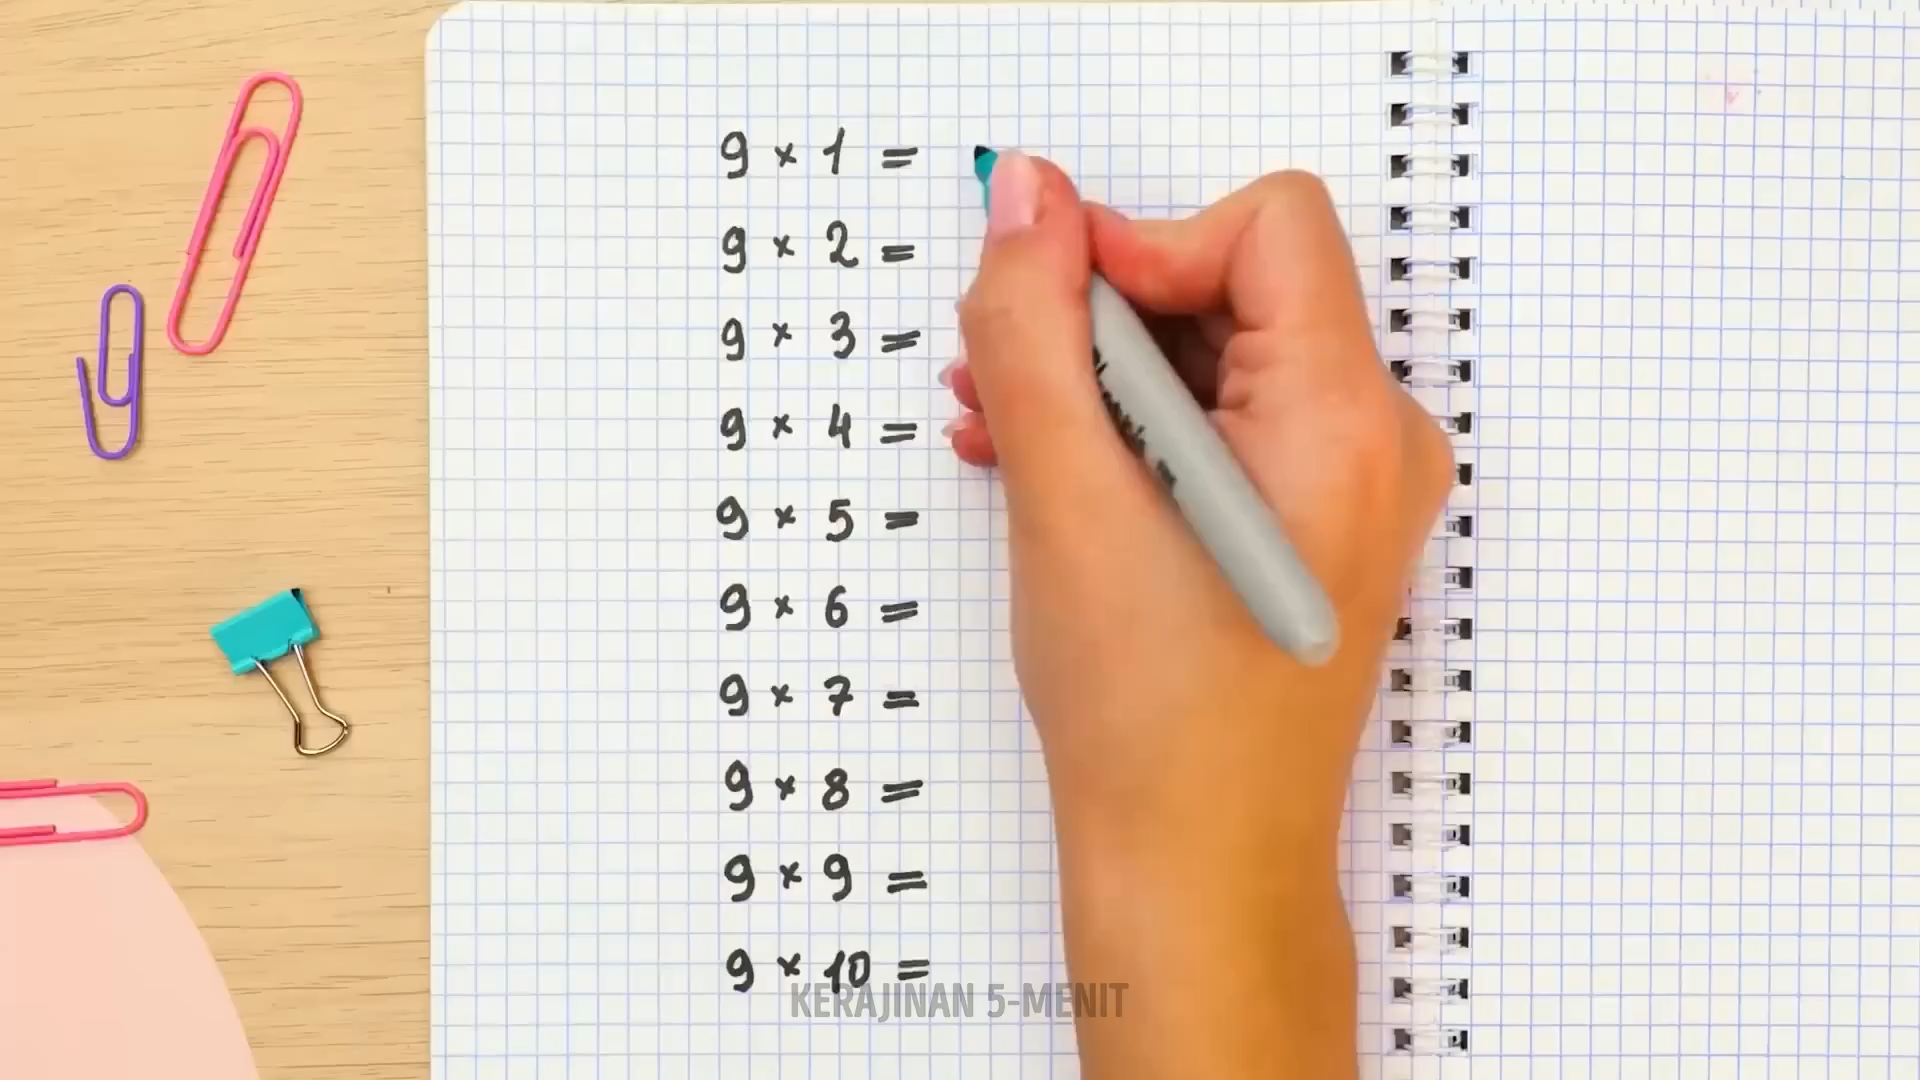 9 × 1 =
9 × 2 =
9 × 3 =
9 × 4 =
9 × 5 =
9 × 6 =
9 × 7 =
9 × 8 =
9 × 9 =
9 × 10 =
KERAJINAN 5-MENIT